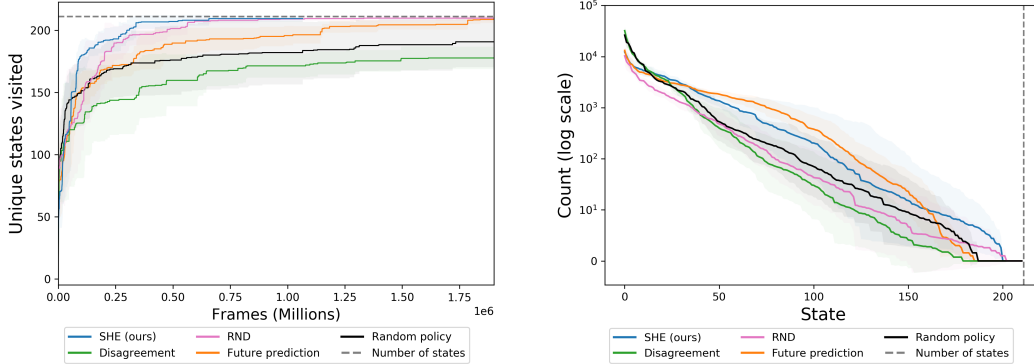 Unique states visited
200
150
100
50
0
0.00 0.25 0.50 0.75 1.00 1.25 1.50 1.75
1e6
Frames (Millions)
SHE (ours) RND Random policy
Disagreement Future prediction Number of states
Count (log scale)
10^5
10^4
10^3
10^2
10^1
0
0 50 100 150 200
State
SHE (ours) RND Random policy
Disagreement Future prediction Number of states